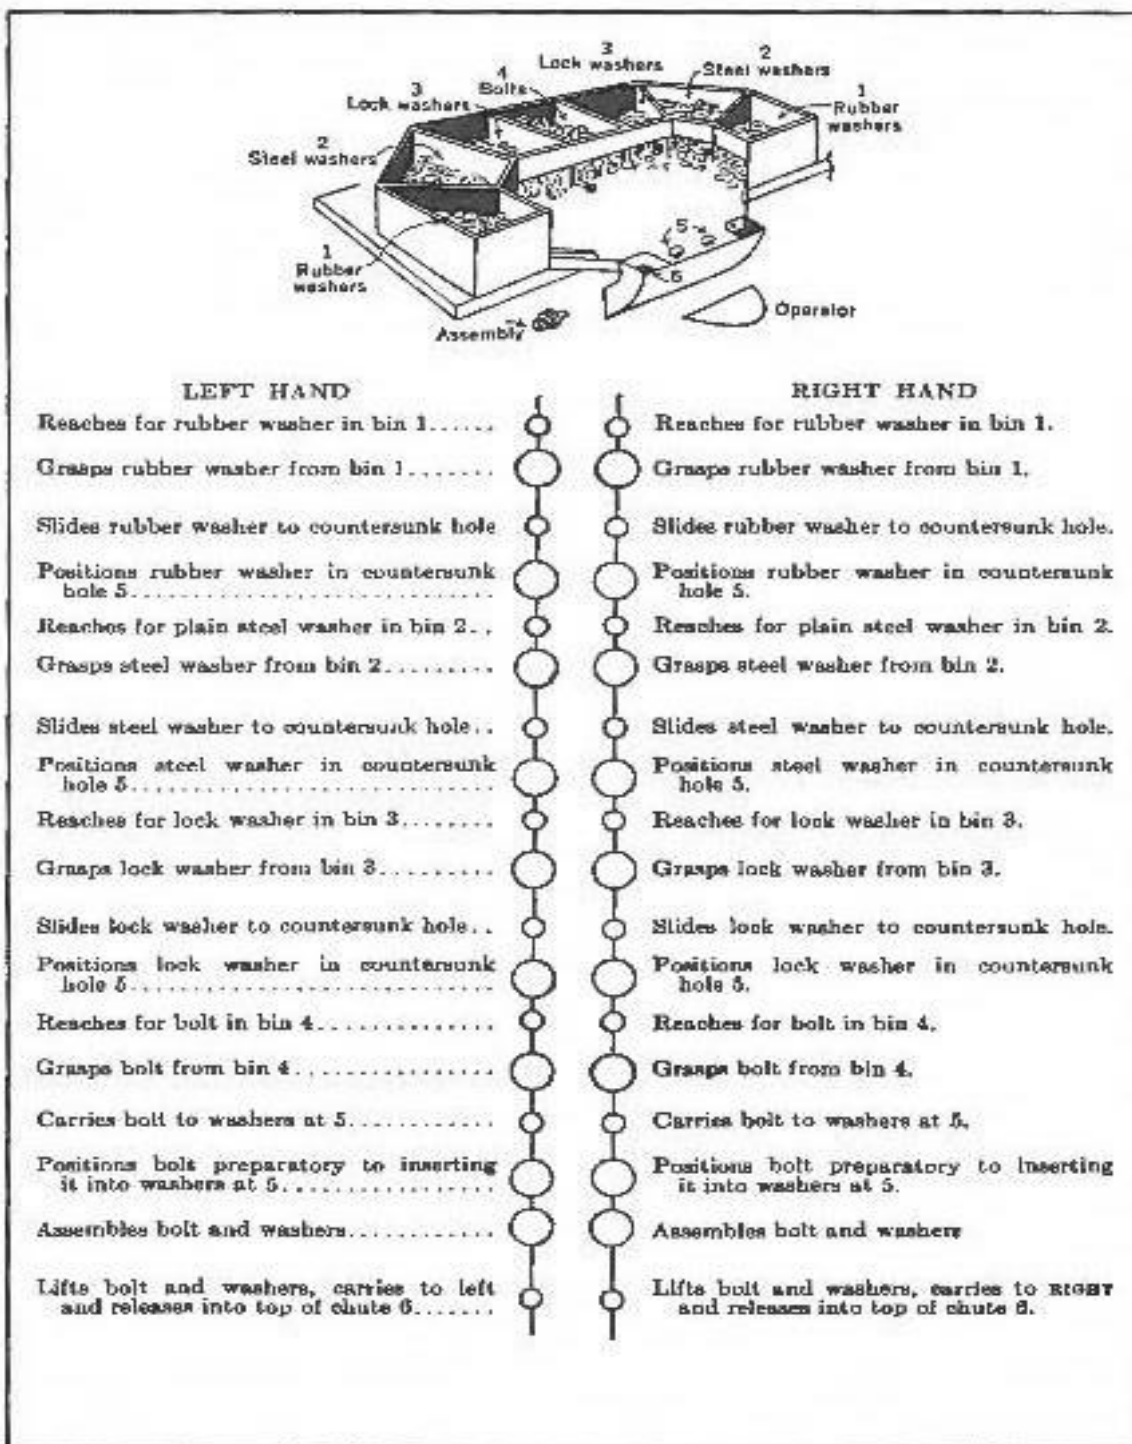 3
Lock washers
2
Steel washers
4
Bolts
3
Lock washers
1
Rubber
washers
2
Steel washers
5
1
Rubber
washers
6
Operator
Assembly
LEFT HAND
RIGHT HAND
Reaches for rubber washer in bin 1......
Reaches for rubber washer in bin 1.
Grasps rubber washer from bin 1.......
Grasps rubber washer from bin 1.
Slides rubber washer to countersunk hole
Slides rubber washer to countersunk hole.
Positions rubber washer in countersunk
hole 5................................
Positions rubber washer in countersunk
hole 5.
Reaches for plain steel washer in bin 2..
Reaches for plain steel washer in bin 2.
Grasps steel washer from bin 2.........
Grasps steel washer from bin 2.
Slides steel washer to countersunk hole..
Slides steel washer to countersunk hole.
Positions steel washer in countersunk
hole 5................................
Positions steel washer in countersunk
hole 5.
Reaches for lock washer in bin 3........
Reaches for lock washer in bin 3.
Grasps lock washer from bin 3..........
Grasps lock washer from bin 3.
Slides lock washer to countersunk hole..
Slides lock washer to countersunk hole.
Positions lock washer in countersunk
hole 5................................
Positions lock washer in countersunk
hole 5.
Reaches for bolt in bin 4...............
Reaches for bolt in bin 4.
Grasps bolt from bin 4.................
Grasps bolt from bin 4.
Carries bolt to washers at 5............
Carries bolt to washers at 5.
Positions bolt preparatory to inserting
it into washers at 5..................
Positions bolt preparatory to inserting
it into washers at 5.
Assembles bolt and washers.............
Assembles bolt and washers
Lifts bolt and washers, carries to left
and releases into top of chute 6.......
Lifts bolt and washers, carries to RIGHT
and releases into top of chute 6.